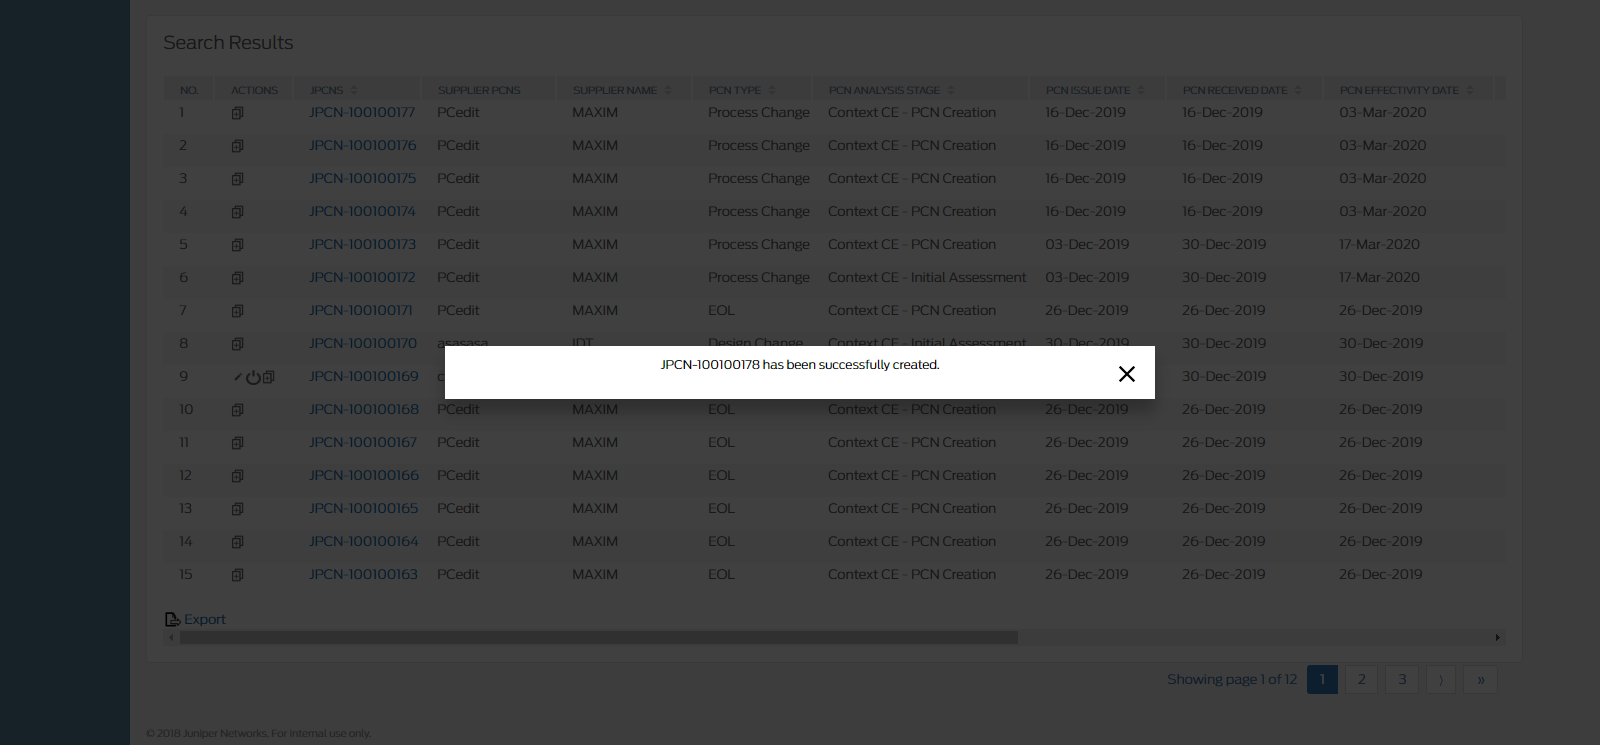 Search Results
NO. ACTIONS JPCNS SUPPLIER PCNS SUPPLIER NAME PCN TYPE PCN ANALYSIS STAGE PCN ISSUE DATE PCN RECEIVED DATE PCN EFFECTIVITY DATE
1 JPCN-100100177 PCedit MAXIM Process Change Context CE - PCN Creation 16-Dec-2019 16-Dec-2019 03-Mar-2020
2 JPCN-100100176 PCedit MAXIM Process Change Context CE - PCN Creation 16-Dec-2019 16-Dec-2019 03-Mar-2020
3 JPCN-100100175 PCedit MAXIM Process Change Context CE - PCN Creation 16-Dec-2019 16-Dec-2019 03-Mar-2020
4 JPCN-100100174 PCedit MAXIM Process Change Context CE - PCN Creation 16-Dec-2019 16-Dec-2019 03-Mar-2020
5 JPCN-100100173 PCedit MAXIM Process Change Context CE - PCN Creation 03-Dec-2019 30-Dec-2019 17-Mar-2020
6 JPCN-100100172 PCedit MAXIM Process Change Context CE - Initial Assessment 03-Dec-2019 30-Dec-2019 17-Mar-2020
7 JPCN-100100171 PCedit MAXIM EOL Context CE - PCN Creation 26-Dec-2019 26-Dec-2019 26-Dec-2019
8 JPCN-100100170 asasasa IDT Design Change Context CE - Initial Assessment 30-Dec-2019 30-Dec-2019 30-Dec-2019
JPCN-100100178 has been successfully created.
9 JPCN-100100169 30-Dec-2019 30-Dec-2019
10 JPCN-100100168 PCedit MAXIM EOL Context CE - PCN Creation 26-Dec-2019 26-Dec-2019 26-Dec-2019
11 JPCN-100100167 PCedit MAXIM EOL Context CE - PCN Creation 26-Dec-2019 26-Dec-2019 26-Dec-2019
12 JPCN-100100166 PCedit MAXIM EOL Context CE - PCN Creation 26-Dec-2019 26-Dec-2019 26-Dec-2019
13 JPCN-100100165 PCedit MAXIM EOL Context CE - PCN Creation 26-Dec-2019 26-Dec-2019 26-Dec-2019
14 JPCN-100100164 PCedit MAXIM EOL Context CE - PCN Creation 26-Dec-2019 26-Dec-2019 26-Dec-2019
15 JPCN-100100163 PCedit MAXIM EOL Context CE - PCN Creation 26-Dec-2019 26-Dec-2019 26-Dec-2019
Export
Showing page 1 of 12 1 2 3 ⟩ »
© 2018 Juniper Networks. For internal use only.